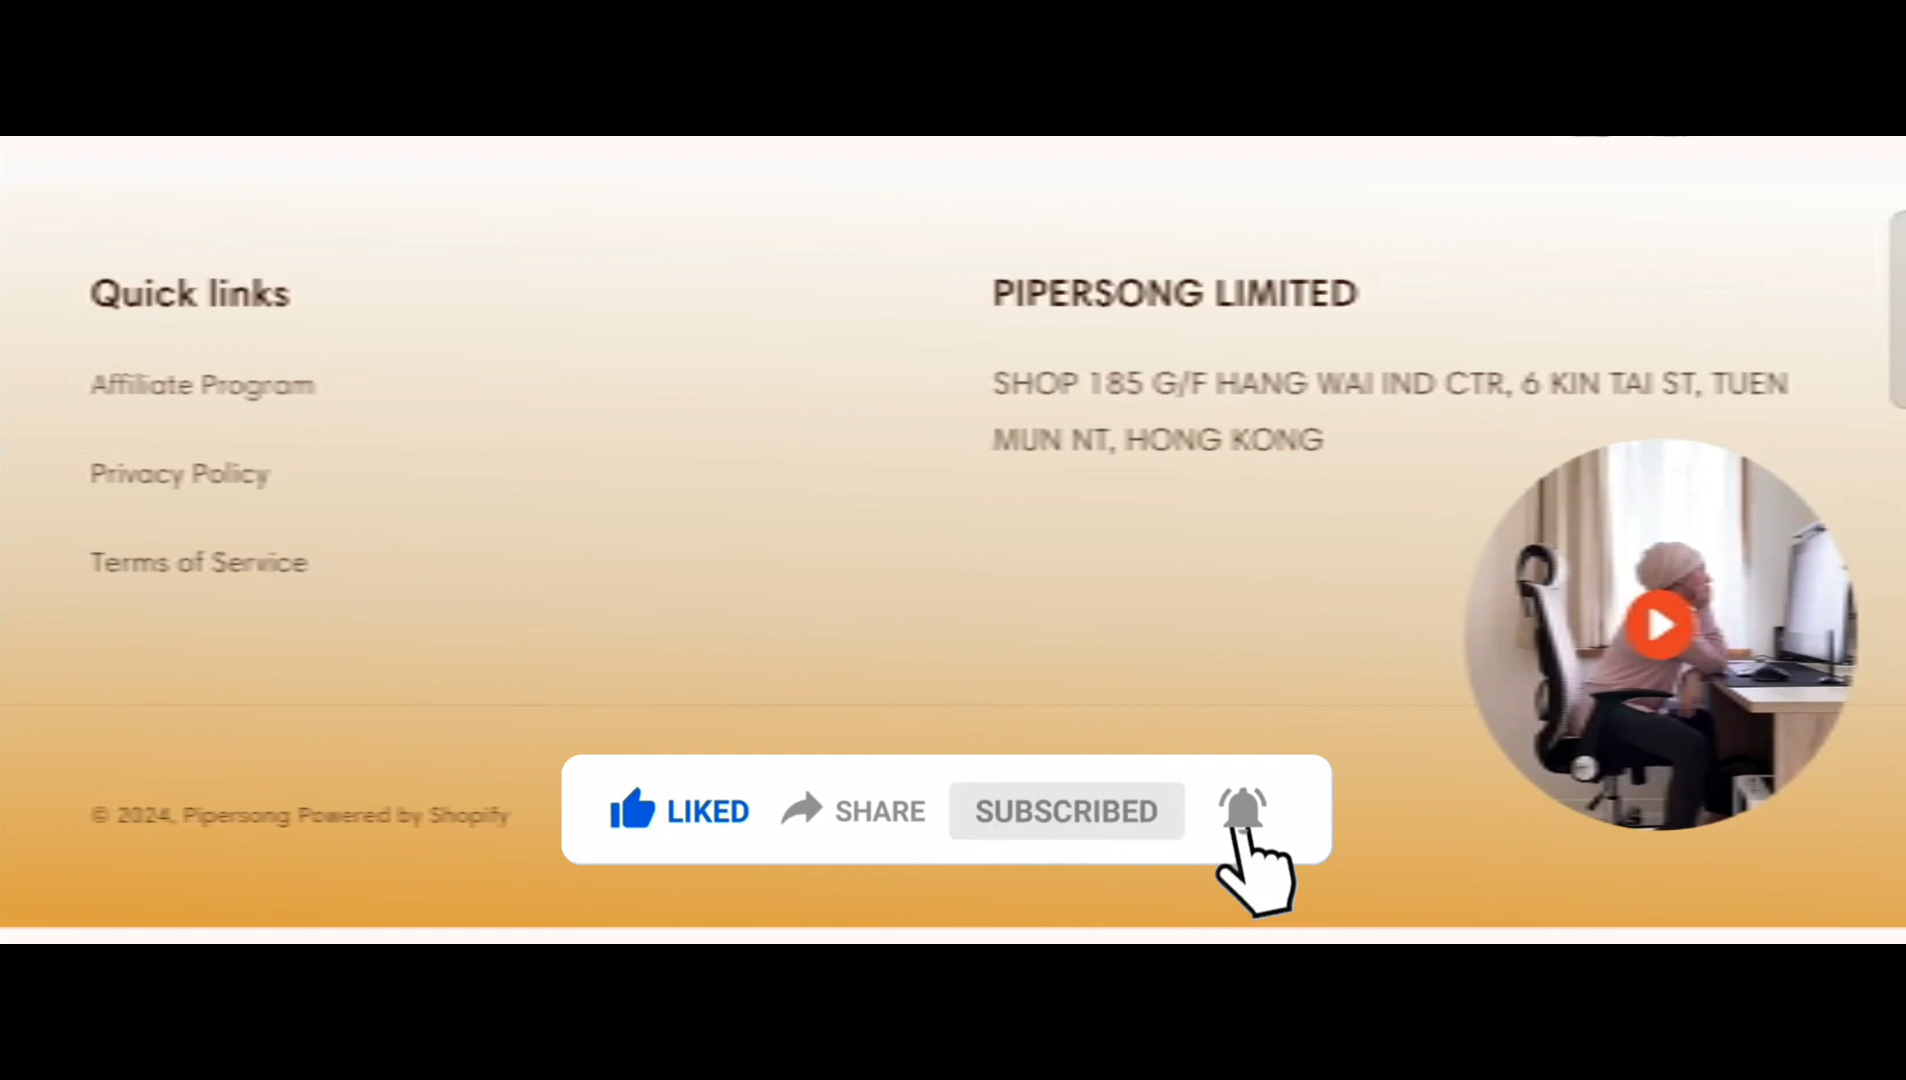 Quick links
Affiliate Program
Privacy Policy
Terms of Service
PIPERSONG LIMITED
SHOP 185 G/F HANG WAI IND CTR, 6 KIN TAI ST, TUEN
MUN NT, HONG KONG
© 2024, Pipersong Powered by Shopify
LIKED SHARE SUBSCRIBED